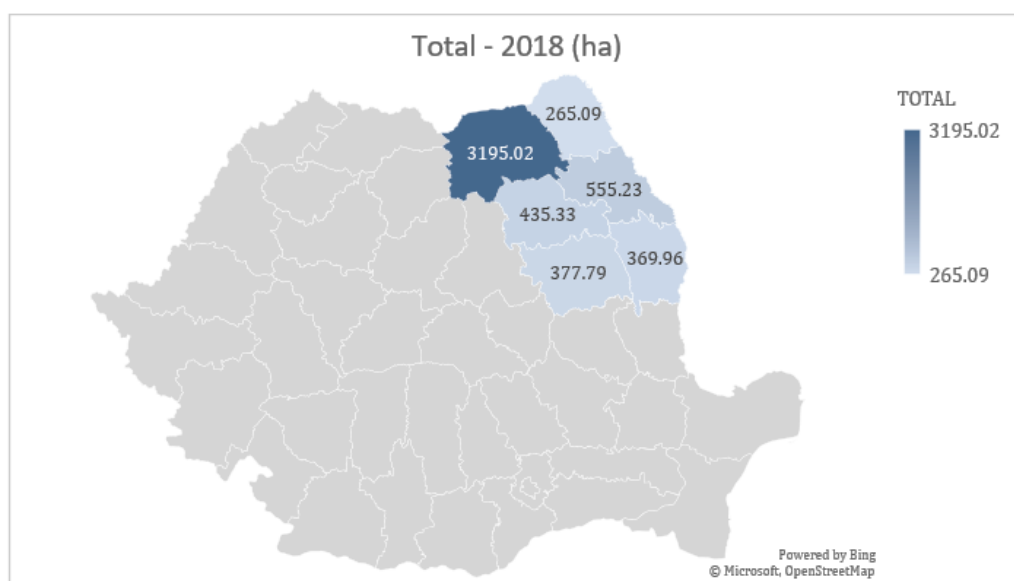 Total - 2018 (ha)
TOTAL
3195.02
265.09
265.09
3195.02
555.23
435.33
369.96
377.79
Powered by Bing
© Microsoft, OpenStreetMap